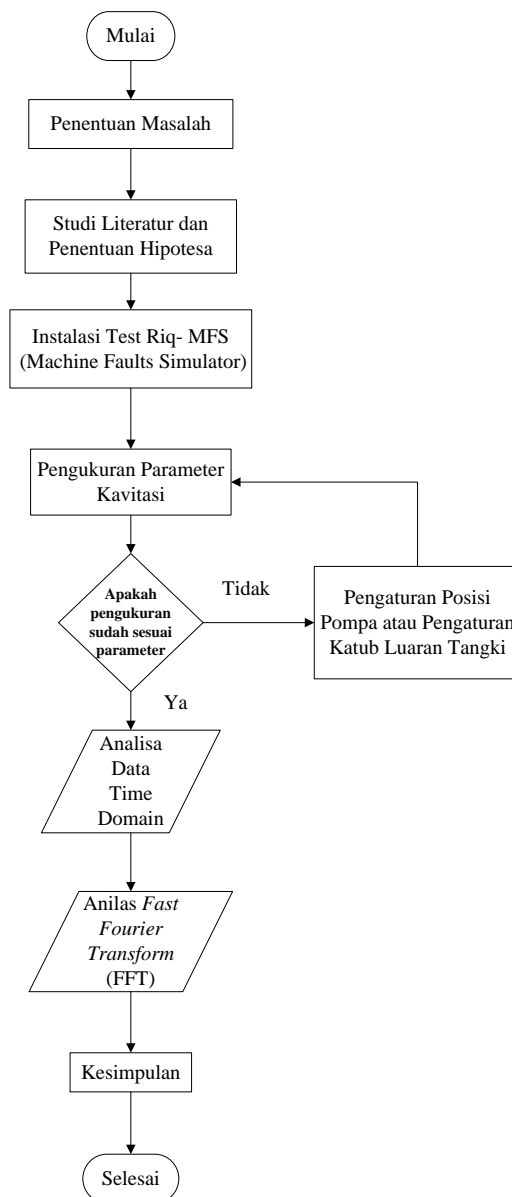 Mulai
Penentuan Masalah
Studi Literatur dan
Penentuan Hipotesa
Instalasi Test Riq- MFS
(Machine Faults Simulator)
Pengukuran Parameter
Kavitasi
Apakah
pengukuran
sudah sesuai
parameter
Tidak
Pengaturan Posisi
Pompa atau Pengaturan
Katub Luaran Tangki
Ya
Analisa
Data
Time
Domain
Anilas Fast
Fourier
Transform
(FFT)
Kesimpulan
Selesai